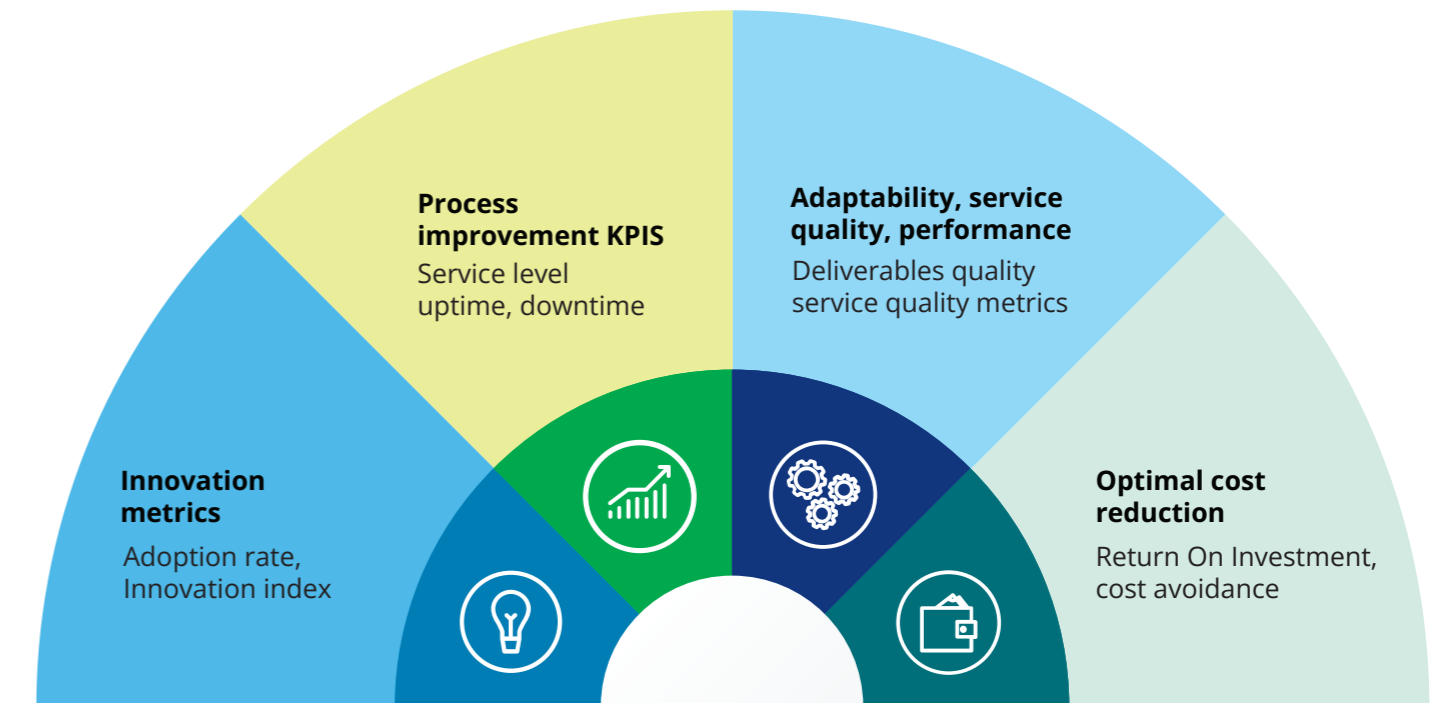 Innovation
metrics
Adoption rate,
Innovation index
Process
improvement KPIS
Service level
uptime, downtime
Adaptability, service
quality, performance
Deliverables quality
service quality metrics
Optimal cost
reduction
Return On Investment,
cost avoidance